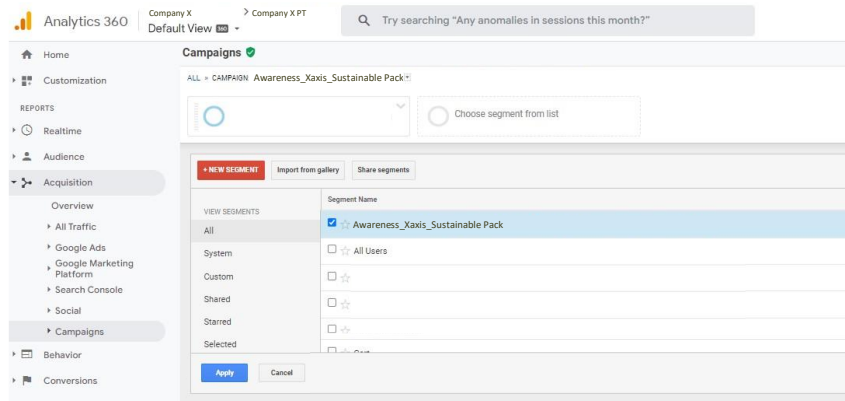 Analytics 360
Company X > Company X PT
Default View 360
Try searching "Any anomalies in sessions this month?"
Home
Customization
REPORTS
Realtime
Audience
Acquisition
Overview
All Traffic
Google Ads
Google Marketing
Platform
Search Console
Social
Campaigns
Behavior
Conversions
Campaigns
ALL » CAMPAIGN Awareness_Xaxis_Sustainable Pack
Choose segment from list
+ NEW SEGMENT Import from gallery Share segments
VIEW SEGMENTS
All
System
Custom
Shared
Starred
Selected
Segment Name
Awareness_Xaxis_Sustainable Pack
All Users
Apply Cancel